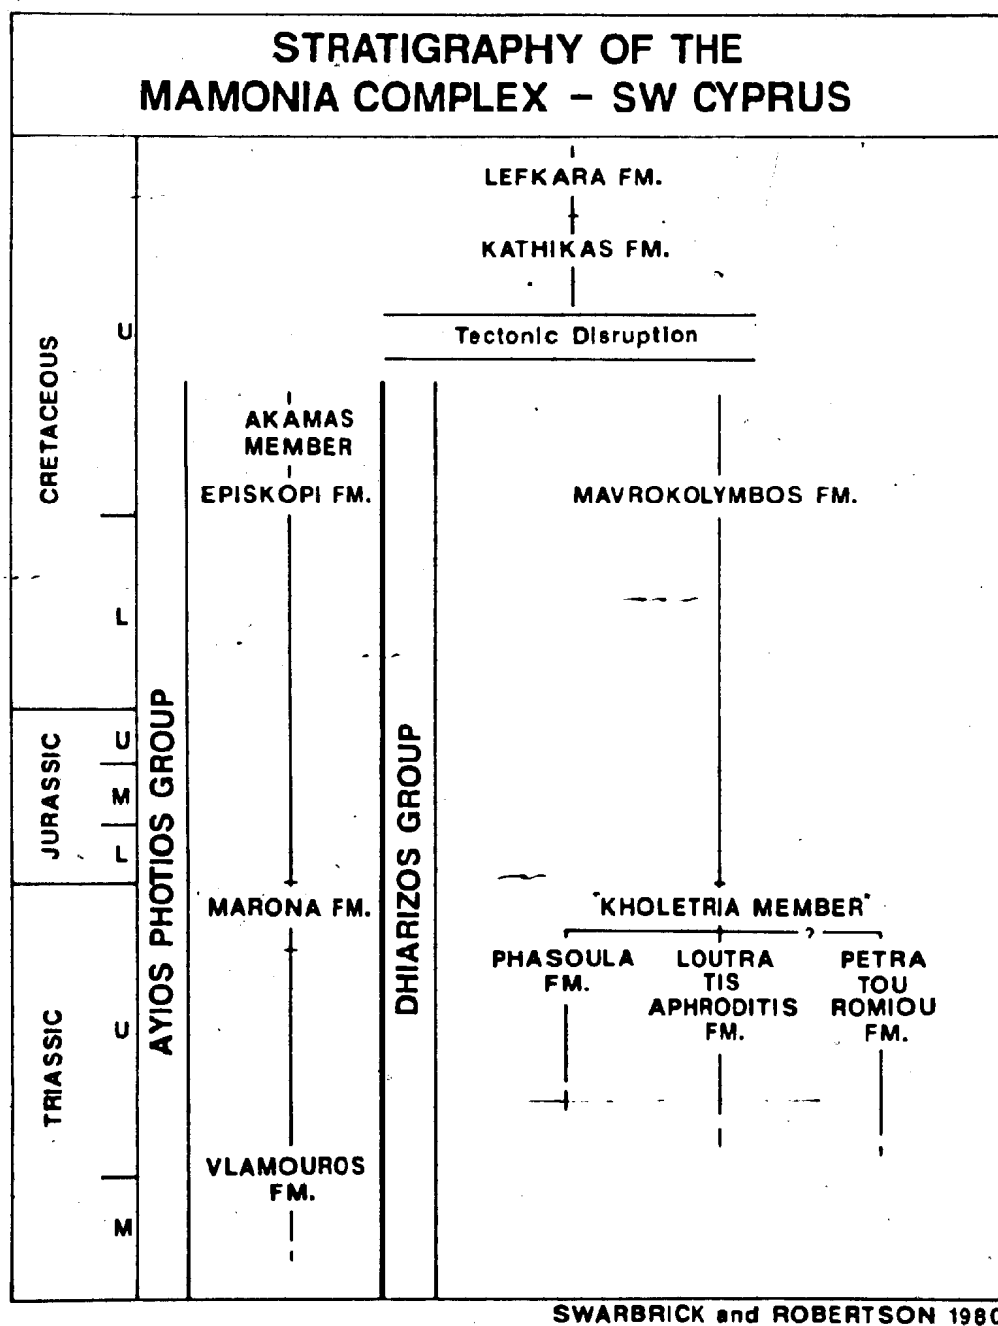 STRATIGRAPHY OF THE
MAMONIA COMPLEX – SW CYPRUS
LEFKARA FM.
KATHIKAS FM.
Tectonic Disruption
CRETACEOUS
U
L
JURASSIC
U
M
L
TRIASSIC
U
M
AYIOS PHOTIOS GROUP
AKAMAS
MEMBER
EPISKOPI FM.
MARONA FM.
VLAMOUROS
FM.
DHIARIZOS GROUP
MAVROKOLYMBOS FM.
"KHOLETRIA MEMBER"
?
PHASOULA
FM.
LOUTRA
TIS
APHRODITIS
FM.
PETRA
TOU
ROMIOU
FM.
SWARBRICK and ROBERTSON 1980